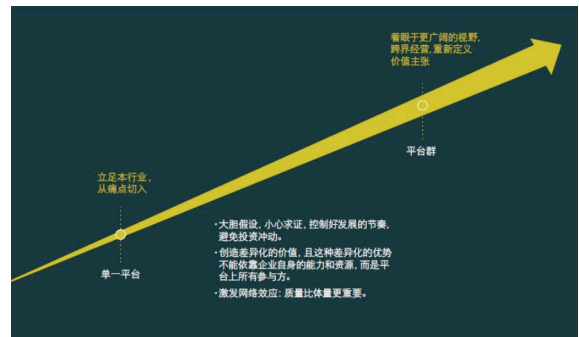 着眼于更广阔的视野,
跨界经营,重新定义
价值主张
平台群
立足本行业,
从痛点切入
单一平台
·大胆假设,小心求证,控制好发展的节奏,
避免投资冲动。
·创造差异化的价值,且这种差异化的优势
不能依靠企业自身的能力和资源,而是平
台上所有参与方。
·激发网络效应:质量比体量更重要。